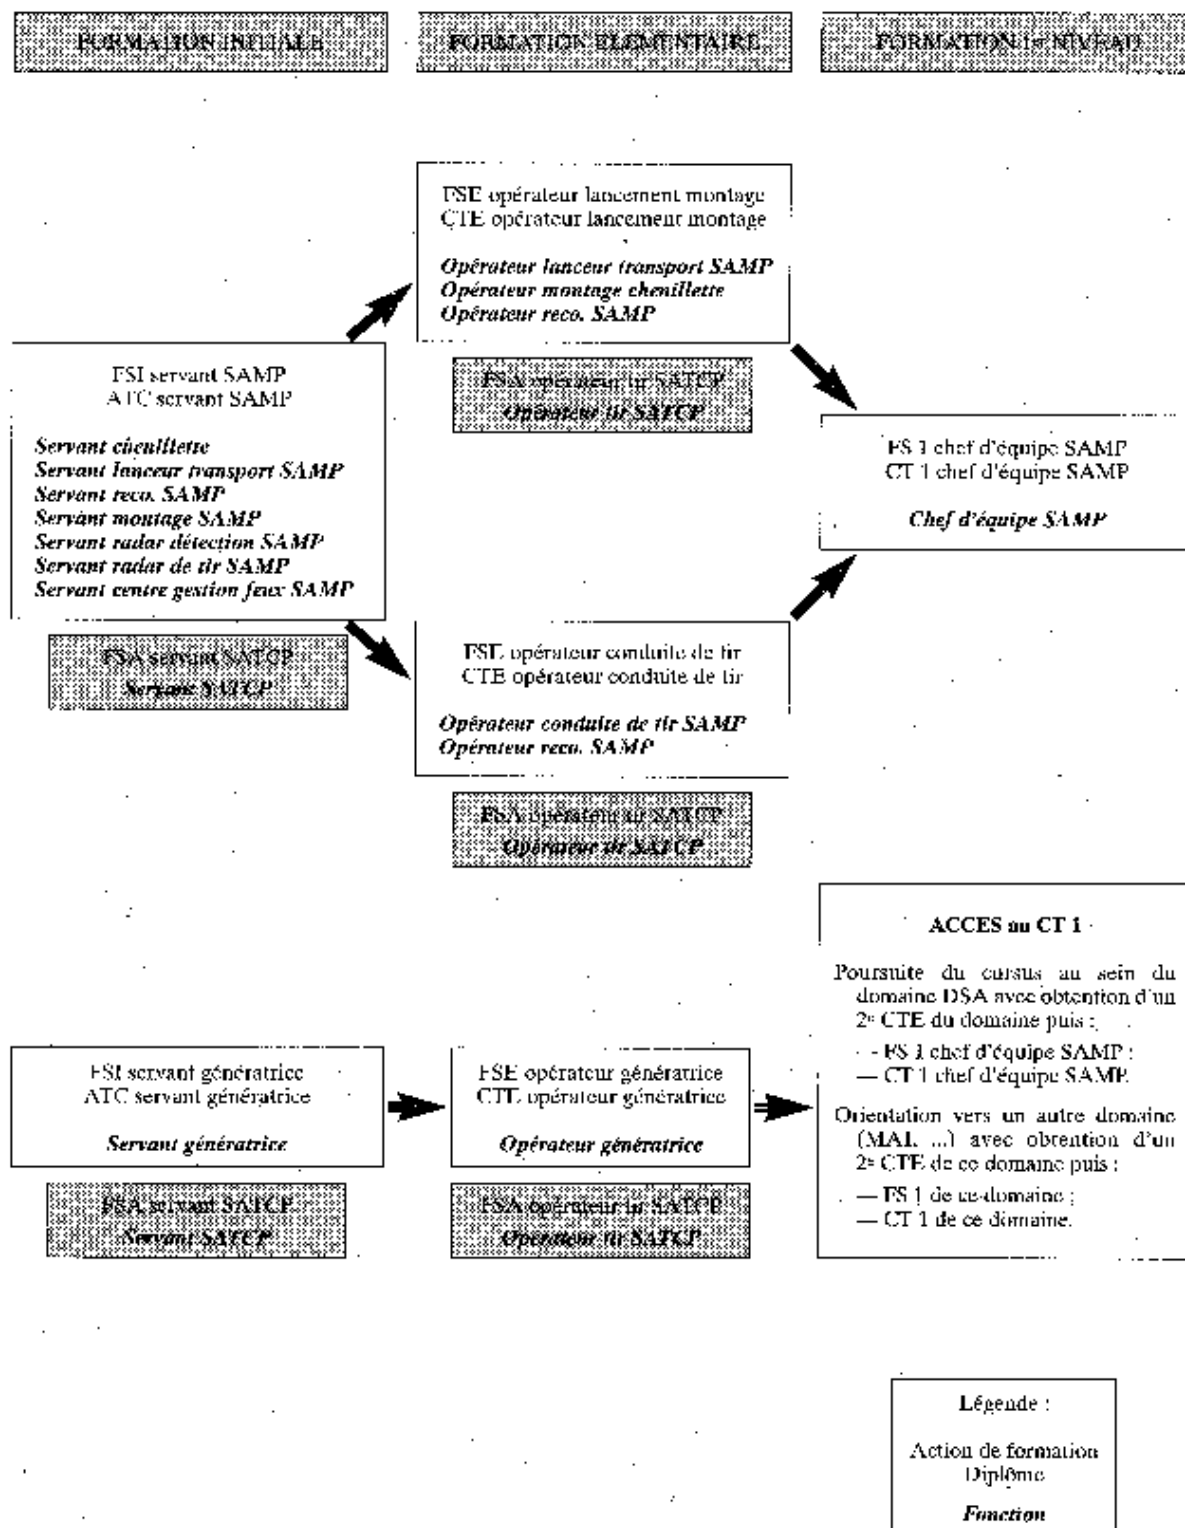 FORMATION INITIALE
FORMATION ELEMENTAIRE
FORMATION 1er NIVEAU
FSE opérateur lancement montage
CTE opérateur lancement montage
Opérateur lanceur transport SAMP
Opérateur montage chenillette
Opérateur reco. SAMP
FSA opérateur tir SATCP
Opérateur tir SATCP
FSI servant SAMP
ATC servant SAMP
Servant chenillette
Servant lanceur transport SAMP
Servant reco. SAMP
Servant montage SAMP
Servant radar détection SAMP
Servant radar de tir SAMP
Servant centre gestion feux SAMP
FSA servant SATCP
Servant SATCP
FS 1 chef d'équipe SAMP
CT 1 chef d'équipe SAMP
Chef d'équipe SAMP
FSE opérateur conduite de tir
CTE opérateur conduite de tir
Opérateur conduite de tir SAMP
Opérateur reco. SAMP
FSA opérateur tir SATCP
Opérateur tir SATCP
FSI servant génératrice
ATC servant génératrice
Servant génératrice
FSA servant SATCP
Servant SATCP
FSE opérateur génératrice
CTE opérateur génératrice
Opérateur génératrice
FSA opérateur tir SATCP
Opérateur tir SATCP
ACCES au CT 1
Poursuite du cursus au sein du
domaine DSA avec obtention d'un
2e CTE du domaine puis :
— FS 1 chef d'équipe SAMP ;
— CT 1 chef d'équipe SAMP.
Orientation vers un autre domaine
(MAI, ...) avec obtention d'un
2e CTE de ce domaine puis :
— FS 1 de ce domaine ;
— CT 1 de ce domaine.
Légende :
Action de formation
Diplôme
Fonction